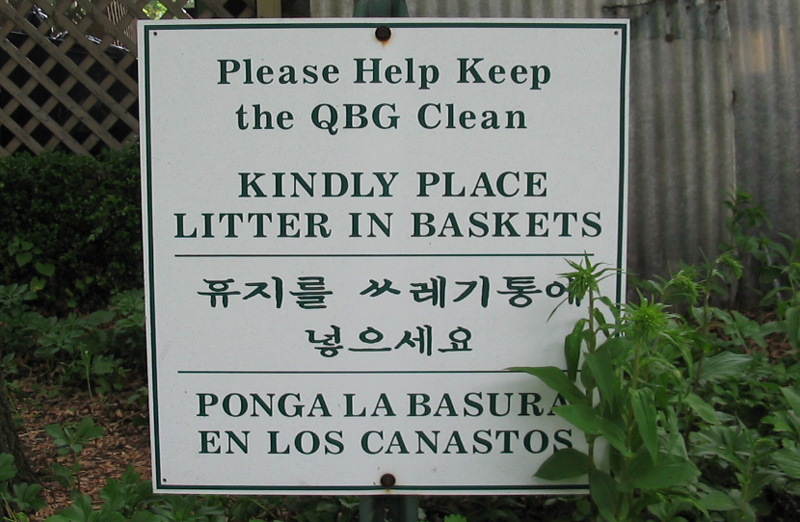 Please Help Keep
the QBG Clean
KINDLY PLACE
LITTER IN BASKETS
휴지를 ㅆ레기통에
넣으세요
PONGA LA BASURA
EN LOS CANASTOS